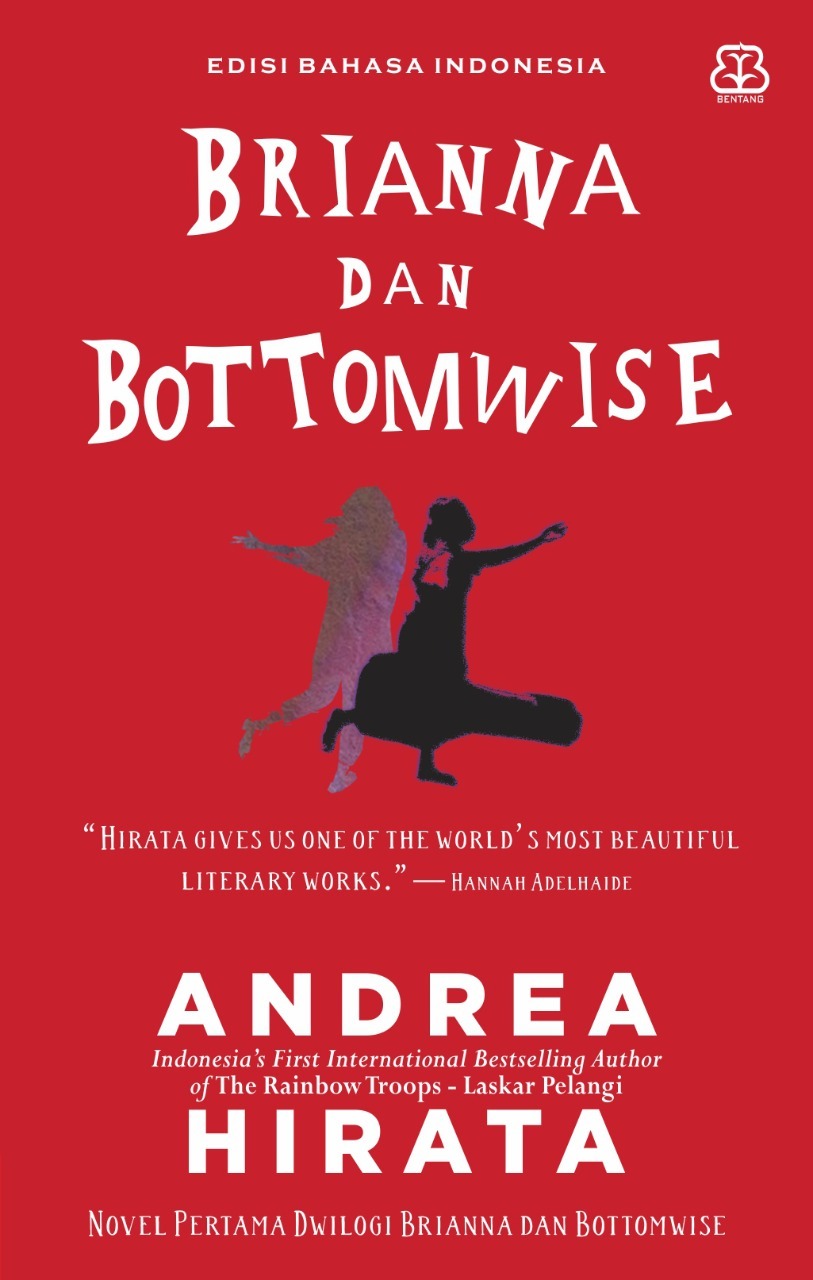 EDISI BAHASA INDONESIA
BENTANG
BRIANNA
DAN
BOTTOMWISE
“HIRATA GIVES US ONE OF THE WORLD’S MOST BEAUTIFUL
LITERARY WORKS.” — HANNAH ADELHAIDE
ANDREA
Indonesia’s First International Bestselling Author
of The Rainbow Troops - Laskar Pelangi
HIRATA
NOVEL PERTAMA DWILOGI BRIANNA DAN BOTTOMWISE